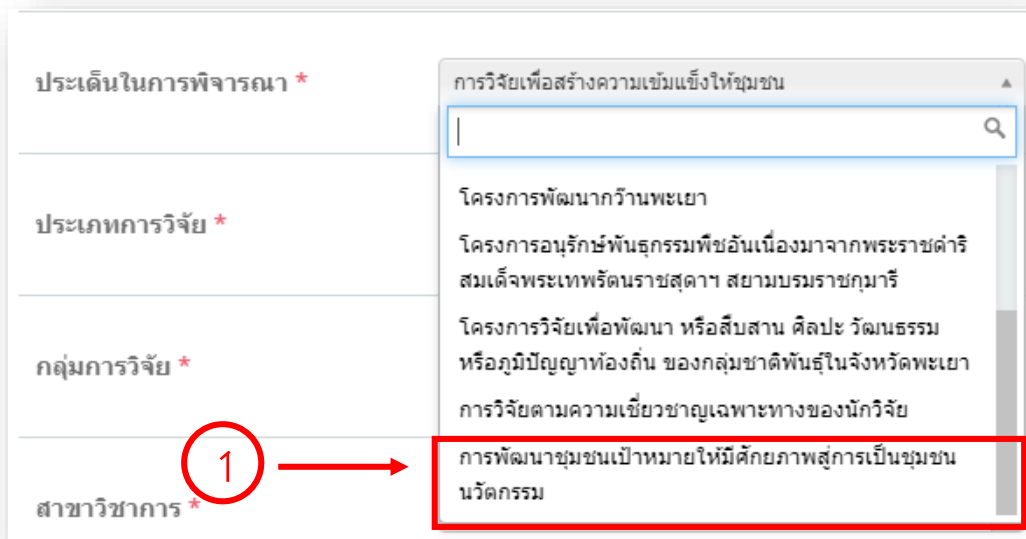 ประเด็นในการพิจารณา *
การวิจัยเพื่อสร้างความเข้มแข็งให้ชุมชน
โครงการพัฒนากว๊านพะเยา
ประเภทการวิจัย *
โครงการอนุรักษ์พันธุกรรมพืชอันเนื่องมาจากพระราชดำริ
สมเด็จพระเทพรัตนราชสุดาฯ สยามบรมราชกุมารี
โครงการวิจัยเพื่อพัฒนา หรือสืบสาน ศิลปะ วัฒนธรรม
หรือภูมิปัญญาท้องถิ่น ของกลุ่มชาติพันธุ์ในจังหวัดพะเยา
กลุ่มการวิจัย *
การวิจัยตามความเชี่ยวชาญเฉพาะทางของนักวิจัย
1
การพัฒนาชุมชนเป้าหมายให้มีศักยภาพสู่การเป็นชุมชน
นวัตกรรม
สาขาวิชาการ *